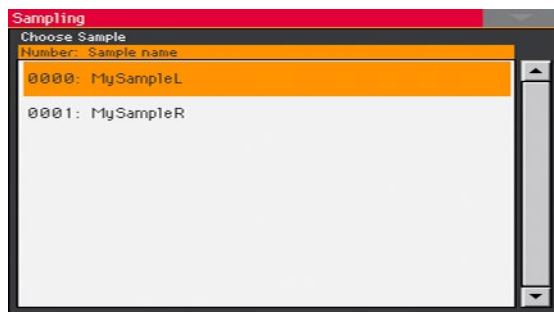 Sampling
Choose Sample
Number: Sample name
0000: MySampleL
0001: MySampleR